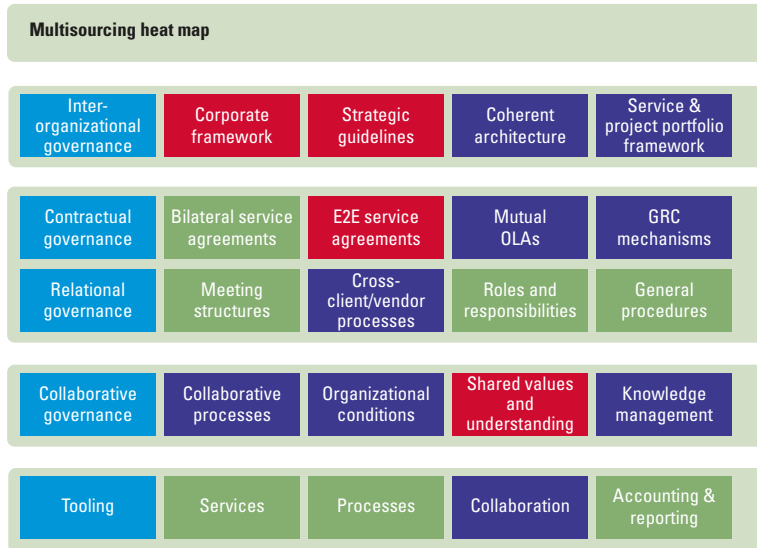 Multisourcing heat map
Inter-
organizational
governance
Corporate
framework
Strategic
guidelines
Coherent
architecture
Service &
project portfolio
framework
Contractual
governance
Bilateral service
agreements
E2E service
agreements
Mutual
OLAs
GRC
mechanisms
Relational
governance
Meeting
structures
Cross-
client/vendor
processes
Roles and
responsibilities
General
procedures
Collaborative
governance
Collaborative
processes
Organizational
conditions
Shared values
and
understanding
Knowledge
management
Tooling
Services
Processes
Collaboration
Accounting &
reporting